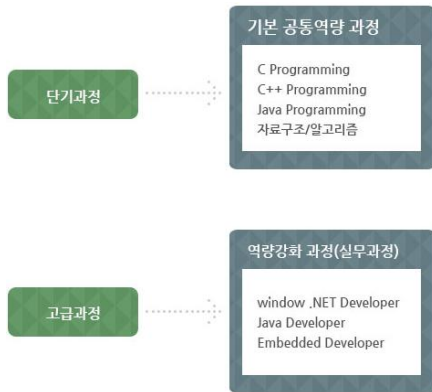 단기과정
기본 공통역량 과정
C Programming
C++ Programming
Java Programming
자료구조/알고리즘
고급과정
역량강화 과정(실무과정)
window .NET Developer
Java Developer
Embedded Developer